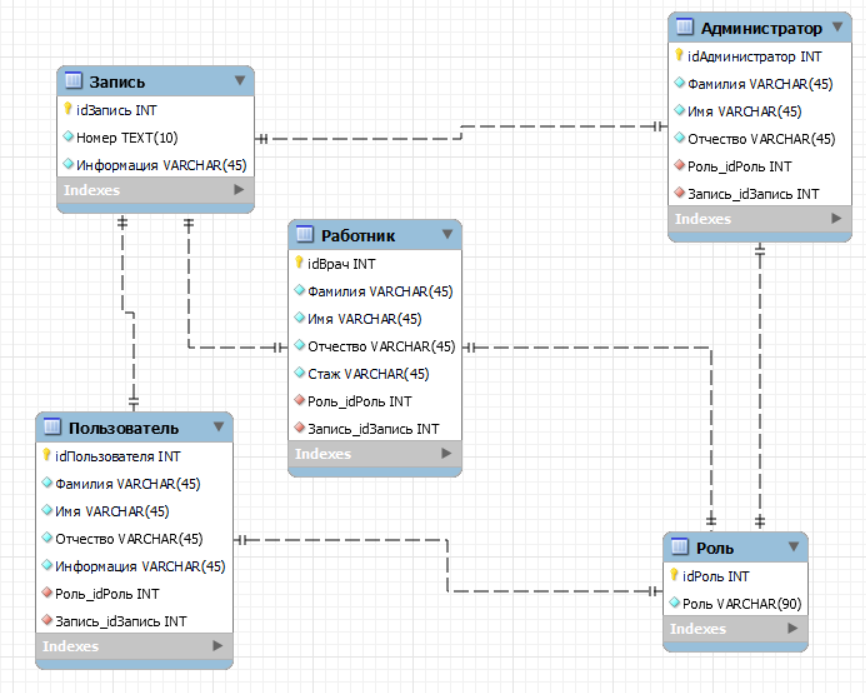 Запись
idЗапись INT
Номер TEXT(10)
Информация VARCHAR(45)
Indexes
Администратор
idАдминистратор INT
Фамилия VARCHAR(45)
Имя VARCHAR(45)
Отчество VARCHAR(45)
Роль_idРоль INT
Запись_idЗапись INT
Indexes
Работник
idВрач INT
Фамилия VARCHAR(45)
Имя VARCHAR(45)
Отчество VARCHAR(45)
Стаж VARCHAR(45)
Роль_idРоль INT
Запись_idЗапись INT
Indexes
Пользователь
idПользователя INT
Фамилия VARCHAR(45)
Имя VARCHAR(45)
Отчество VARCHAR(45)
Информация VARCHAR(45)
Роль_idРоль INT
Запись_idЗапись INT
Indexes
Роль
idРоль INT
Роль VARCHAR(90)
Indexes